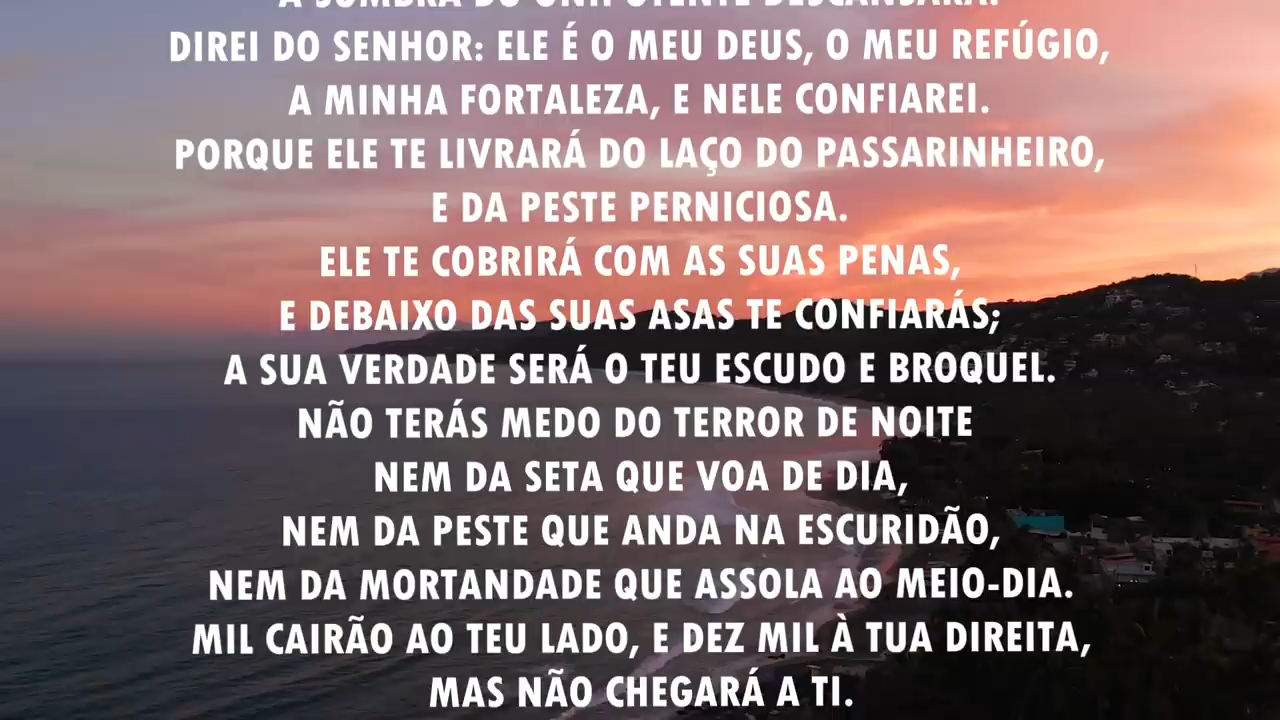 À SOMBRA DO ONIPOTENTE DESCANSARÁ.
DIREI DO SENHOR: ELE É O MEU DEUS, O MEU REFÚGIO,
A MINHA FORTALEZA, E NELE CONFIAREI.
PORQUE ELE TE LIVRARÁ DO LAÇO DO PASSARINHEIRO,
E DA PESTE PERNICIOSA.
ELE TE COBRIRÁ COM AS SUAS PENAS,
E DEBAIXO DAS SUAS ASAS TE CONFIARÁS;
A SUA VERDADE SERÁ O TEU ESCUDO E BROQUEL.
NÃO TERÁS MEDO DO TERROR DE NOITE
NEM DA SETA QUE VOA DE DIA,
NEM DA PESTE QUE ANDA NA ESCURIDÃO,
NEM DA MORTANDADE QUE ASSOLA AO MEIO-DIA.
MIL CAIRÃO AO TEU LADO, E DEZ MIL À TUA DIREITA,
MAS NÃO CHEGARÁ A TI.